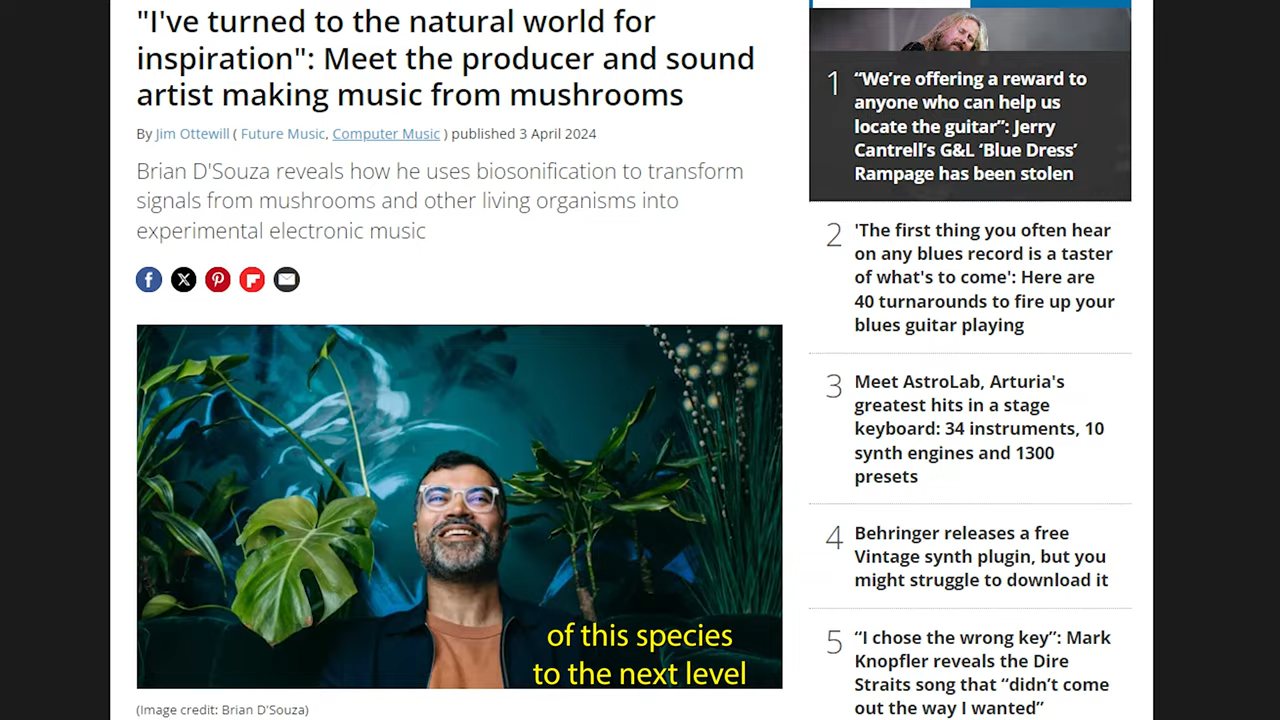 "I've turned to the natural world for
inspiration": Meet the producer and sound
artist making music from mushrooms
By Jim Ottewill ( Future Music, Computer Music ) published 3 April 2024
Brian D'Souza reveals how he uses biosonification to transform
signals from mushrooms and other living organisms into
experimental electronic music
of this species
to the next level
(Image credit: Brian D'Souza)
1
“We’re offering a reward to
anyone who can help us
locate the guitar”: Jerry
Cantrell’s G&L ‘Blue Dress’
Rampage has been stolen
2
'The first thing you often hear
on any blues record is a taster
of what's to come': Here are
40 turnarounds to fire up your
blues guitar playing
3
Meet AstroLab, Arturia's
greatest hits in a stage
keyboard: 34 instruments, 10
synth engines and 1300
presets
4
Behringer releases a free
Vintage synth plugin, but you
might struggle to download it
5
“I chose the wrong key”: Mark
Knopfler reveals the Dire
Straits song that “didn’t come
out the way I wanted”